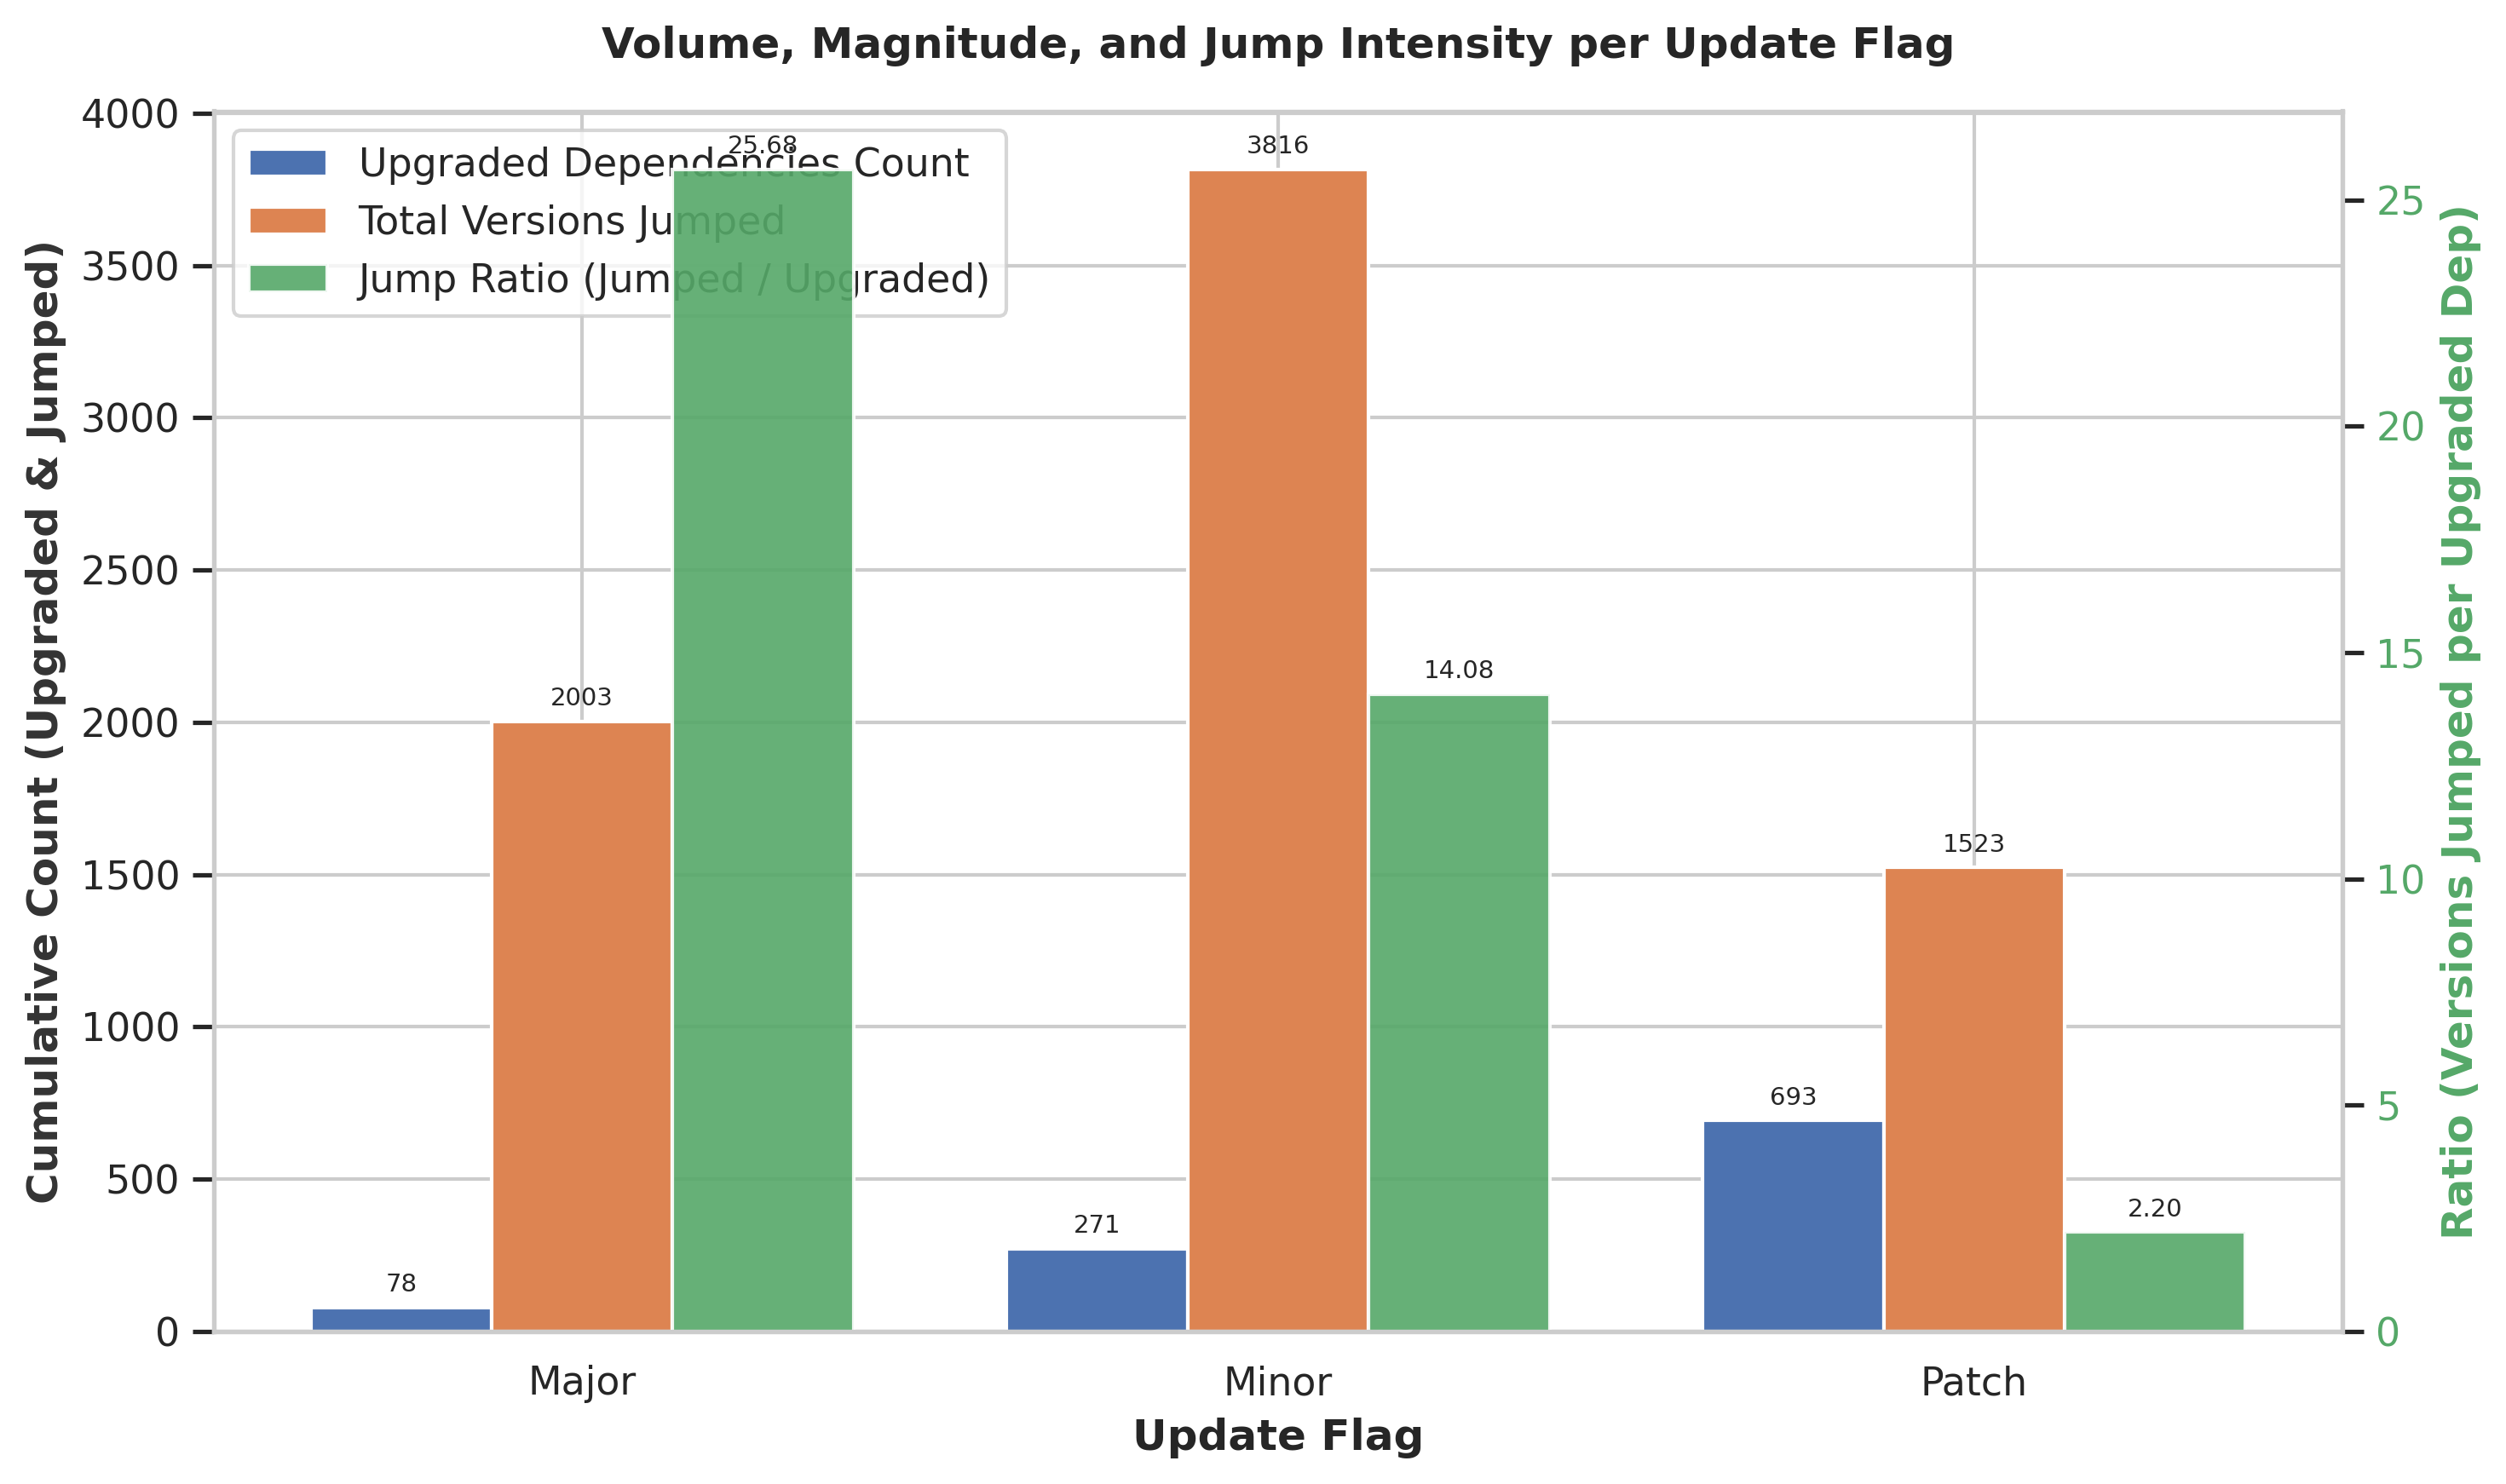 Volume, Magnitude, and Jump Intensity per Update Flag
Cumulative Count (Upgraded & Jumped)
4000
3500
3000
2500
2000
1500
1000
500
0
Upgraded Dependencies Count
Total Versions Jumped
Jump Ratio (Jumped / Upgraded)
78
2003
25.68
271
3816
14.08
693
1523
2.20
25
20
15
10
5
0
Ratio (Versions Jumped per Upgraded Dep)
Major
Minor
Patch
Update Flag